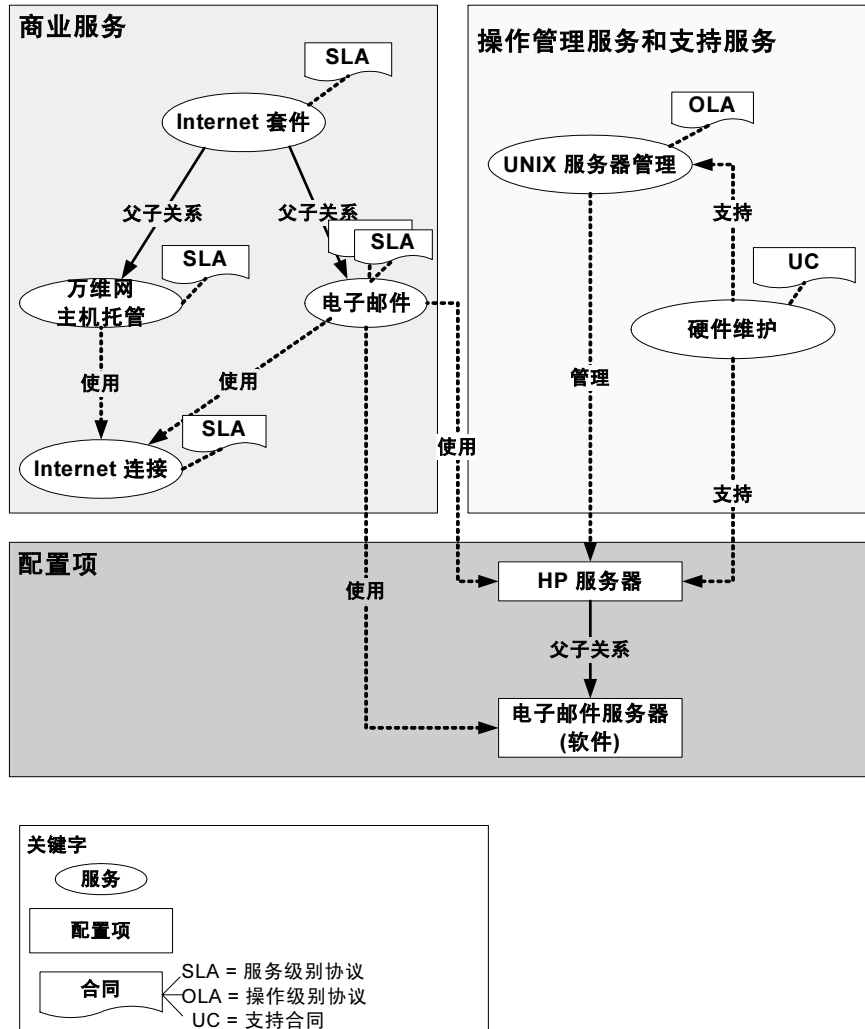 商业服务
SLA
Internet 套件
父子关系
父子关系
SLA
SLA
万维网
主机托管
电子邮件
使用
使用
SLA
Internet 连接
使用
操作管理服务和支持服务
OLA
UNIX 服务器管理
支持
UC
硬件维护
管理
支持
配置项
使用
HP 服务器
父子关系
电子邮件服务器
(软件)
关键字
服务
配置项
合同
SLA = 服务级别协议
OLA = 操作级别协议
UC = 支持合同